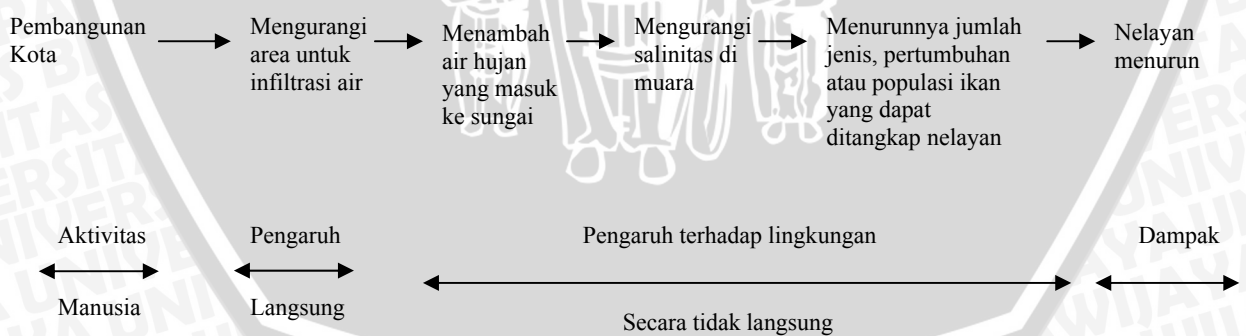 Pembangunan
Kota
Mengurangi
area untuk
infiltrasi air
Menambah
air hujan
yang masuk
ke sungai
Mengurangi
salinitas di
muara
Menurunnya jumlah
jenis, pertumbuhan
atau populasi ikan
yang dapat
ditangkap nelayan
Nelayan
menurun
Aktivitas
Manusia
Pengaruh
Langsung
Pengaruh terhadap lingkungan
Secara tidak langsung
Dampak